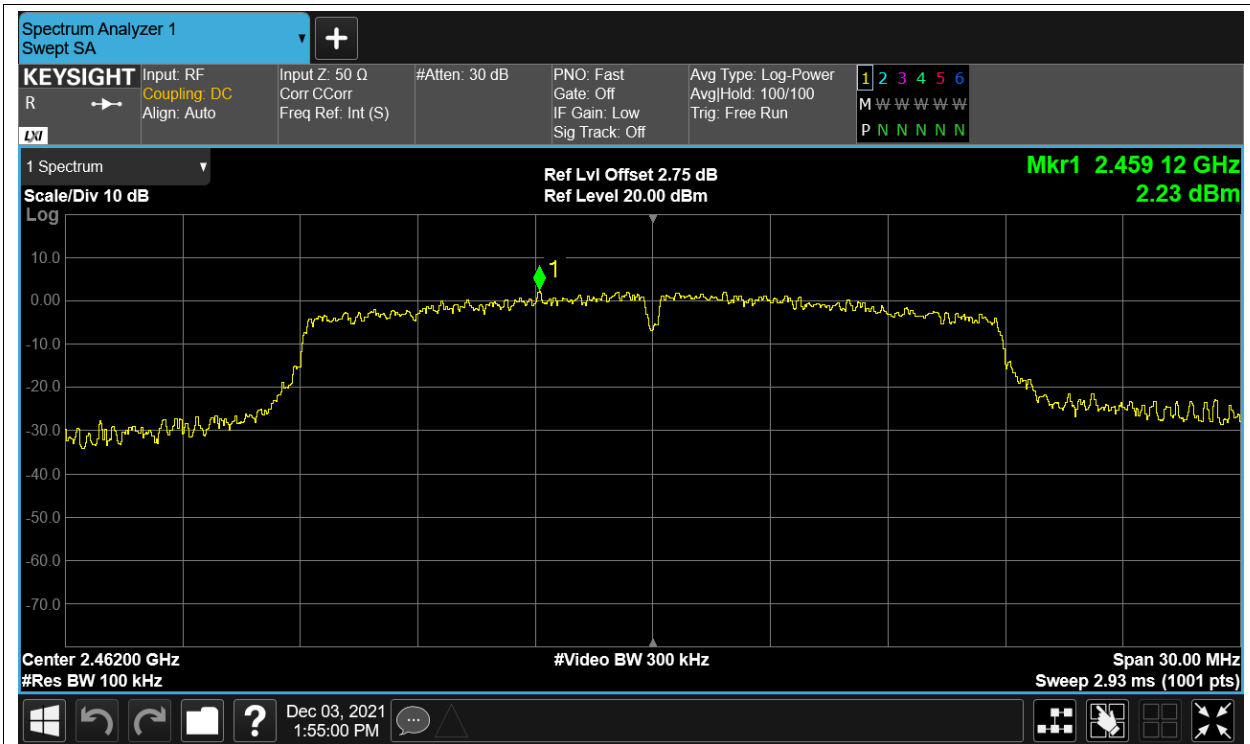 Spectrum Analyzer 1
Swept SA
KEYSIGHT
R
LXI
Input: RF
Coupling: DC
Align: Auto
Input Z: 50 Ω
Corr CCorr
Freq Ref: Int (S)
#Atten: 30 dB
PNO: Fast
Gate: Off
IF Gain: Low
Sig Track: Off
Avg Type: Log-Power
Avg|Hold: 100/100
Trig: Free Run
1 2 3 4 5 6
M W W W W W
P N N N N N
1 Spectrum
Scale/Div 10 dB
Log
Ref Lvl Offset 2.75 dB
Ref Level 20.00 dBm
Mkr1 2.459 12 GHz
2.23 dBm
1
10.0
0.00
-10.0
-20.0
-30.0
-40.0
-50.0
-60.0
-70.0
Center 2.46200 GHz
#Res BW 100 kHz
#Video BW 300 kHz
Span 30.00 MHz
Sweep 2.93 ms (1001 pts)
?
Dec 03, 2021
1:55:00 PM